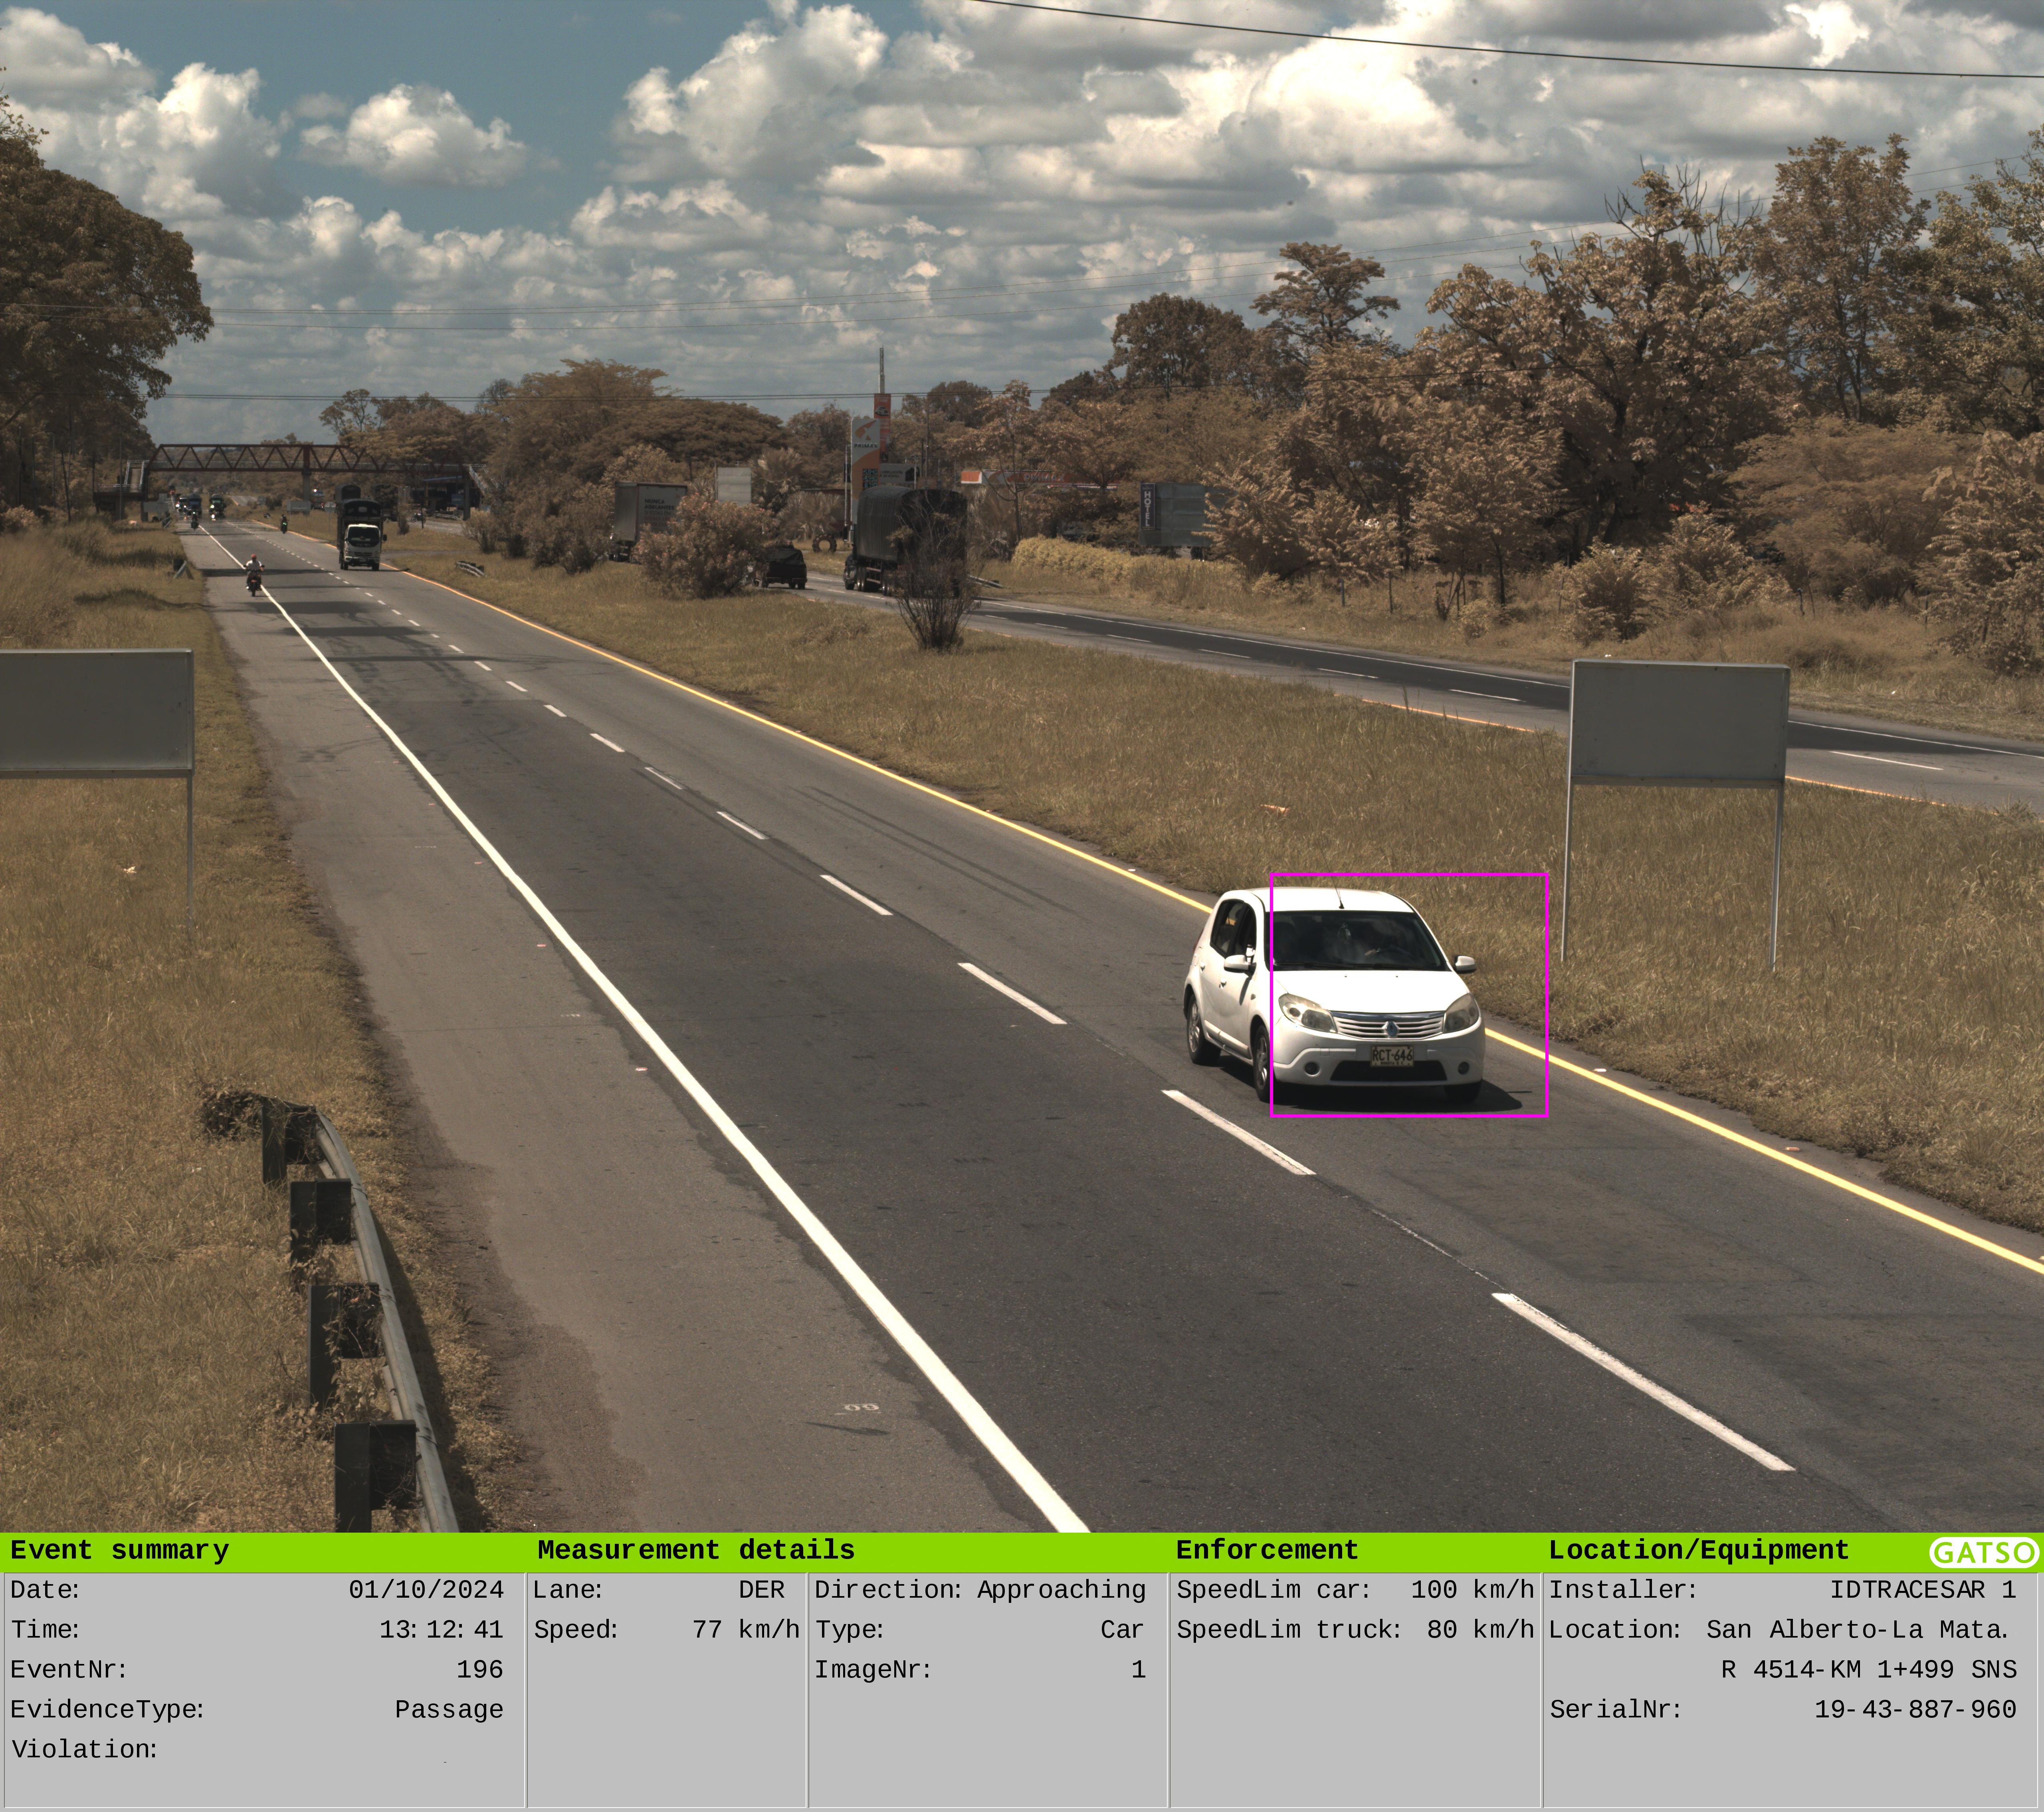 HOTEL
RCT-646
60
Event summary
Measurement details
Enforcement
Location/Equipment
GATSO
Date: 01/10/2024
Time: 13:12:41
EventNr: 196
EvidenceType: Passage
Violation:
Lane: DER
Speed: 77 km/h
Direction: Approaching
Type: Car
ImageNr: 1
SpeedLim car: 100 km/h
SpeedLim truck: 80 km/h
Installer: IDTRACESAR 1
Location: San Alberto-La Mata.
R 4514-KM 1+499 SNS
SerialNr: 19-43-887-960